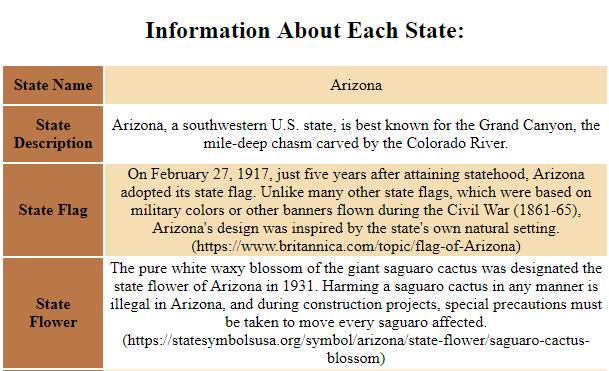 Information About Each State:
State Name
Arizona
State
Description
Arizona, a southwestern U.S. state, is best known for the Grand Canyon, the
mile-deep chasm carved by the Colorado River.
State Flag
On February 27, 1917, just five years after attaining statehood, Arizona
adopted its state flag. Unlike many other state flags, which were based on
military colors or other banners flown during the Civil War (1861-65),
Arizona's design was inspired by the state's own natural setting.
(https://www.britannica.com/topic/flag-of-Arizona)
State
Flower
The pure white waxy blossom of the giant saguaro cactus was designated the
state flower of Arizona in 1931. Harming a saguaro cactus in any manner is
illegal in Arizona, and during construction projects, special precautions must
be taken to move every saguaro affected.
(https://statesymbolsusa.org/symbol/arizona/state-flower/saguaro-cactus-
blossom)